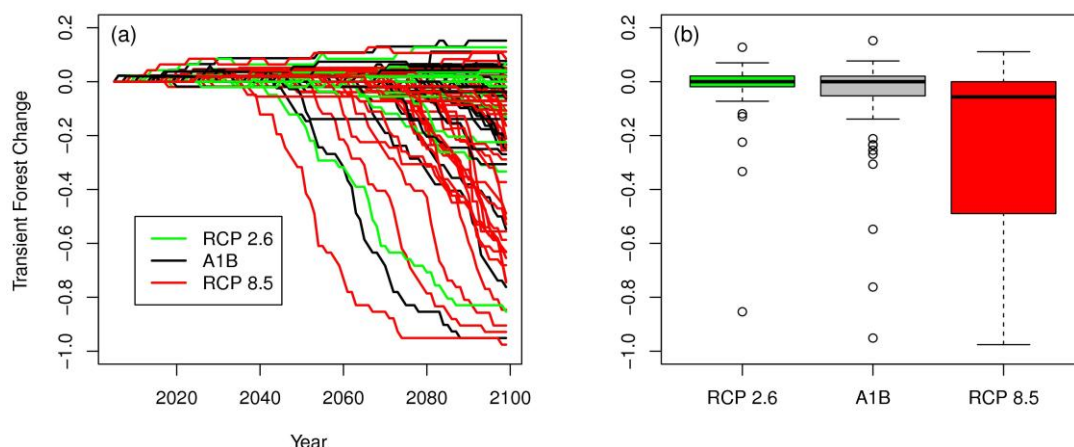 (a)
Transient Forest Change
0.2
0.0
−0.2
−0.4
−0.6
−0.8
−1.0
RCP 2.6
A1B
RCP 8.5
2020 2040 2060 2080 2100
Year
(b)
0.2
0.0
−0.2
−0.4
−0.6
−0.8
−1.0
RCP 2.6 A1B RCP 8.5